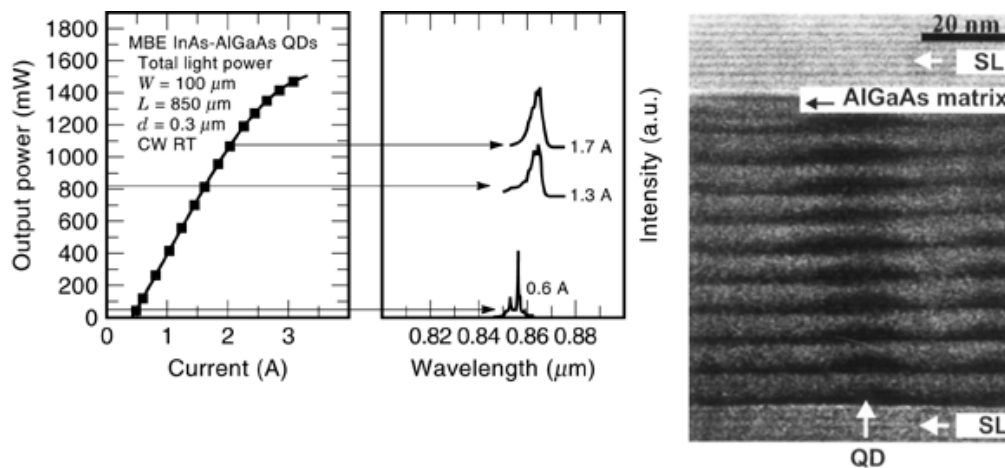 1800
1600
1400
1200
1000
800
600
400
200
0
Output power (mW)
MBE InAs-AlGaAs QDs
Total light power
W = 100 μm
L = 850 μm
d = 0.3 μm
CW RT
0 1 2 3
Current (A)
1.7 A
1.3 A
0.6 A
0.82 0.84 0.86 0.88
Wavelength (μm)
Intensity (a.u.)
20 nm
SL
AlGaAs matrix
SL
QD